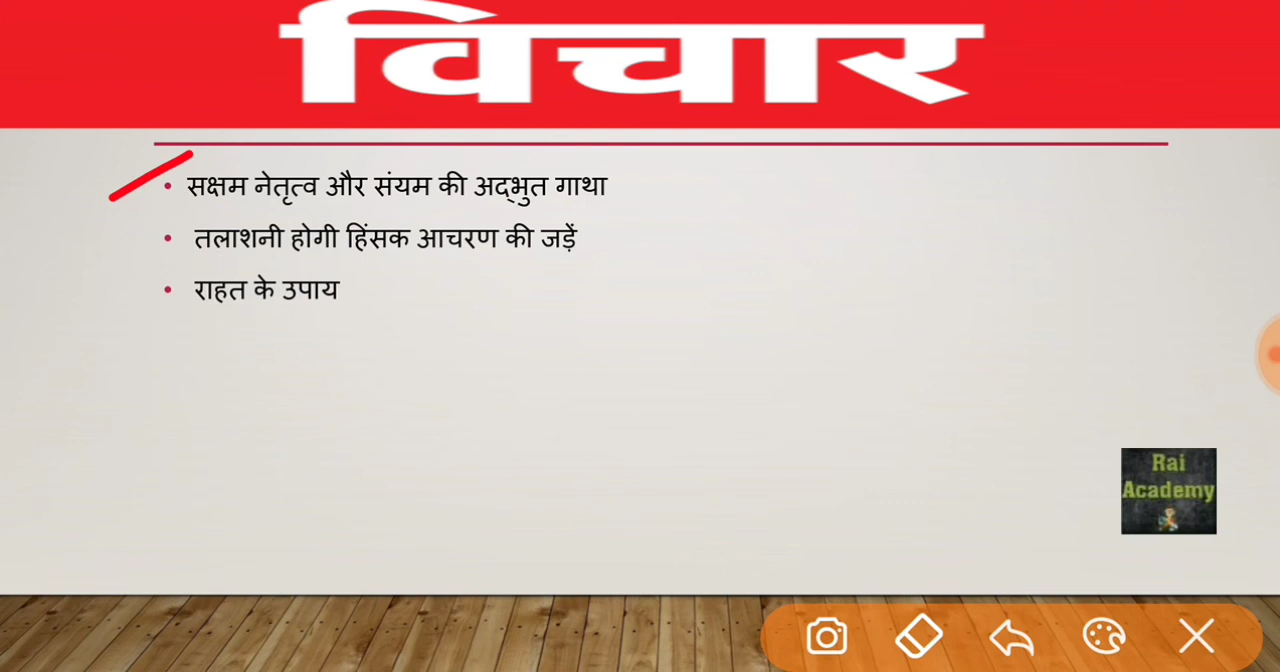 विचार
सक्षम नेतृत्व और संयम की अद्भुत गाथा
तलाशनी होगी हिंसक आचरण की जड़ें
राहत के उपाय
Rai
Academy